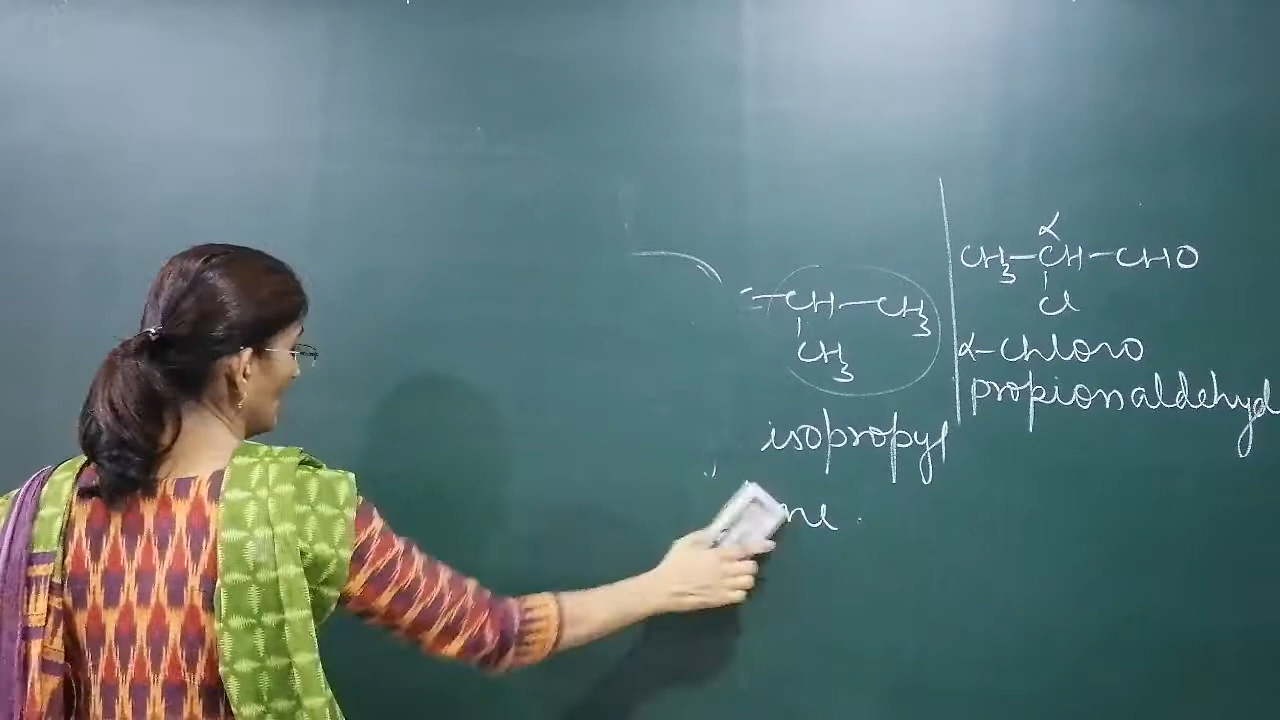 -CH-CH3
CH3
isopropyl
ne.
α
CH3-CH-CHO
Cl
α-chloro
propionaldehyd